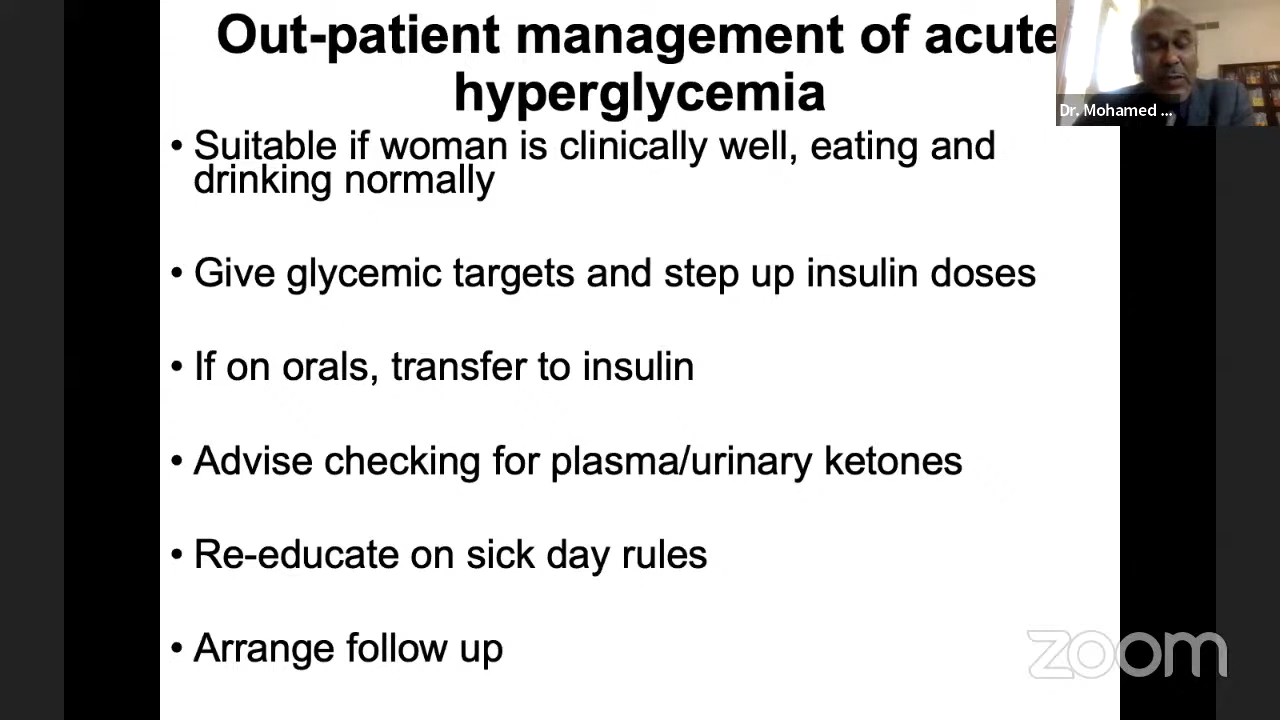 Out-patient management of acute
hyperglycemia
Dr. Mohamed ...
• Suitable if woman is clinically well, eating and
drinking normally
• Give glycemic targets and step up insulin doses
• If on orals, transfer to insulin
• Advise checking for plasma/urinary ketones
• Re-educate on sick day rules
• Arrange follow up
zoom